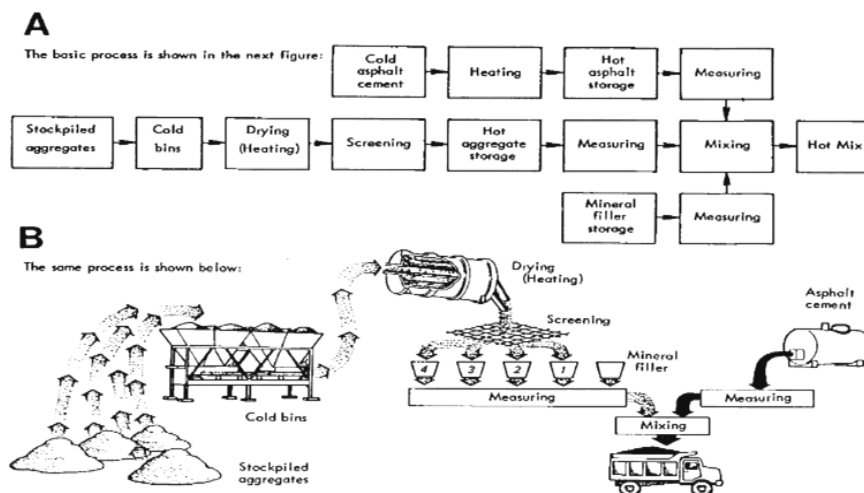 A
The basic process is shown in the next figure:
Cold
asphalt
cement
Heating
Hot
asphalt
storage
Measuring
Stockpiled
aggregates
Cold
bins
Drying
(Heating)
Screening
Hot
aggregate
storage
Measuring
Mixing
Hot Mix
Mineral
filler
storage
Measuring
B
The same process is shown below:
Drying
(Heating)
Asphalt
cement
Screening
Mineral
filler
4 3 2 1
Measuring
Measuring
Cold bins
Mixing
Stockpiled
aggregates